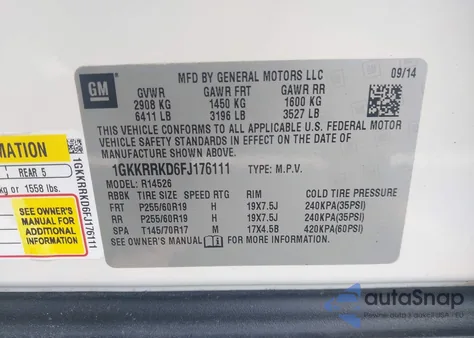 GM
MFD BY GENERAL MOTORS LLC 09/14
GVWR GAWR FRT GAWR RR
2908 KG 1450 KG 1600 KG
6411 LB 3196 LB 3527 LB
THIS VEHICLE CONFORMS TO ALL APPLICABLE U.S. FEDERAL MOTOR
VEHICLE SAFETY STANDARDS IN EFFECT ON THE DATE
OF MANUFACTURE SHOWN ABOVE.
1GKKRRKD6FJ176111 TYPE: M.P.V.
MODEL: R14526
RBBK TIRE SIZE SPEED RTG RIM COLD TIRE PRESSURE
FRT P255/60R19 H 19X7.5J 240KPA(35PSI)
RR P255/60R19 H 19X7.5J 240KPA(35PSI)
SPA T145/70R17 M 17X4.5B 420KPA(60PSI)
SEE OWNER'S MANUAL FOR MORE INFORMATION.
MATION
REAR 5
kg or 1558 lbs.
SEE OWNER'S
MANUAL FOR
ADDITIONAL
INFORMATION
1GKKRRKD6FJ176111
autoSnap